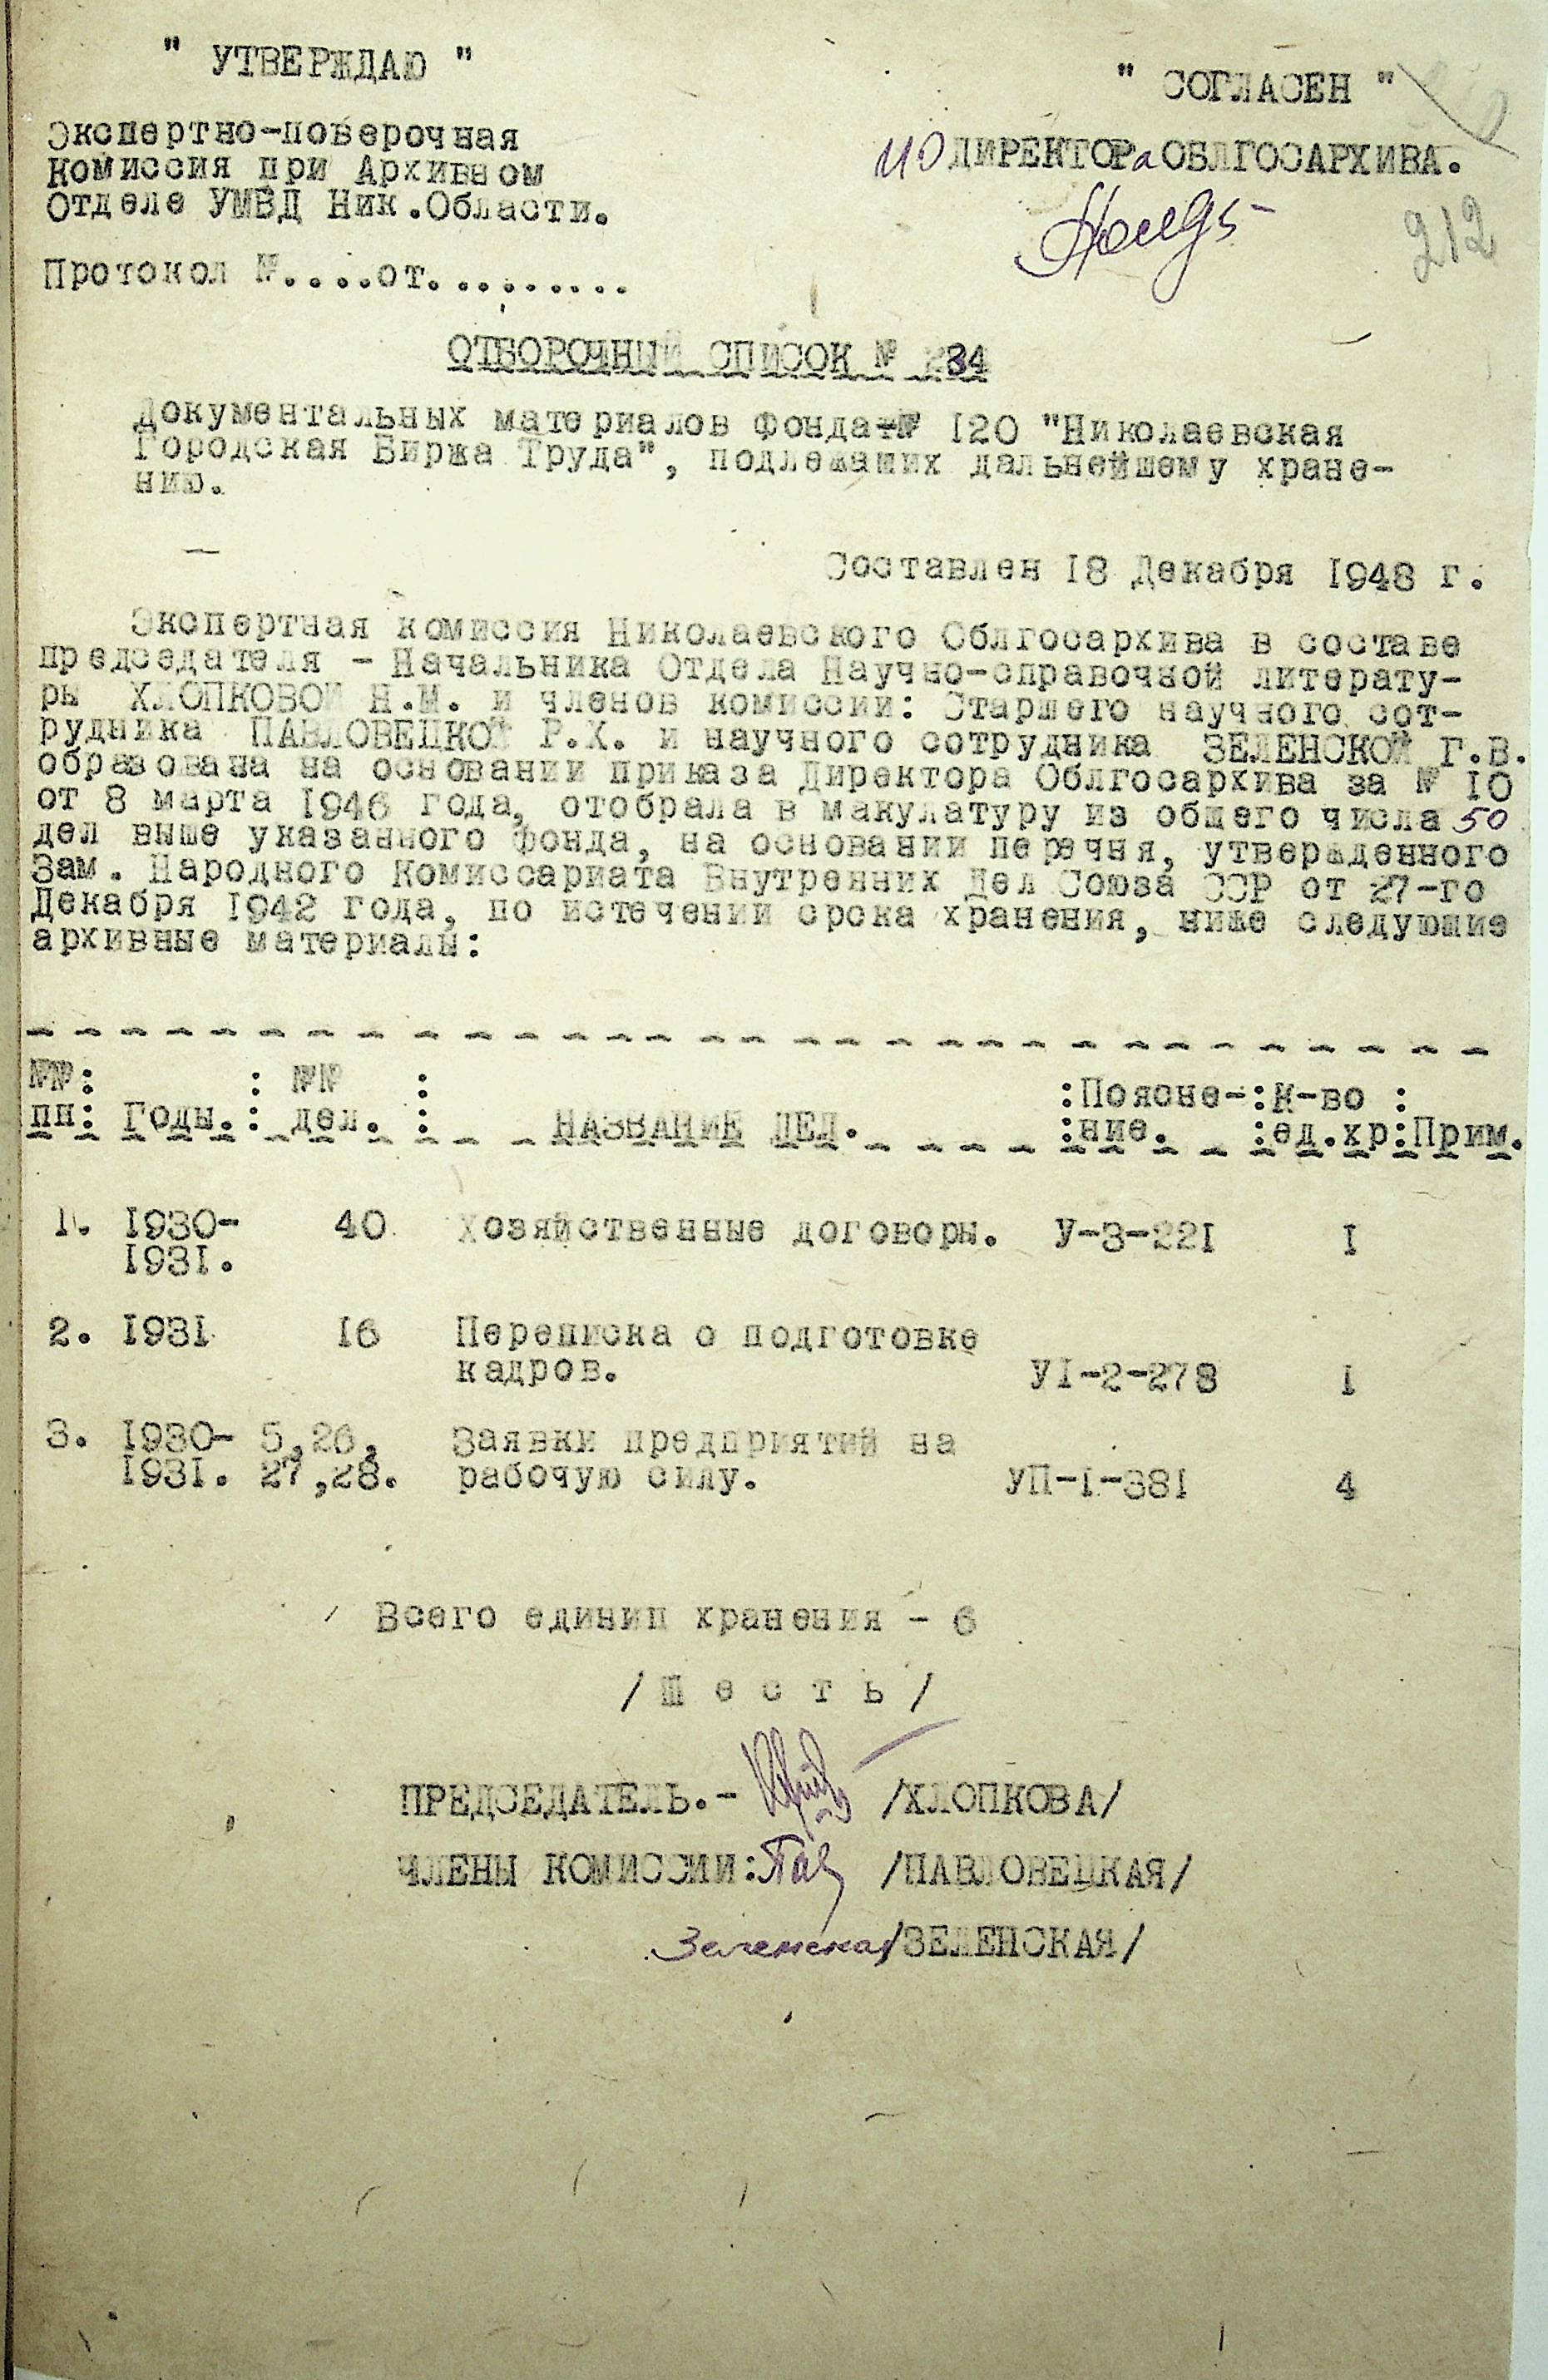 " УТВЕРЖДАЮ "
Экспертно-поверочная
комиссия при Архивном
Отделе УМВД Ник.Области.
Протокол №....от..........
" СОГЛАСЕН "
ИО ДИРЕКТОРа ОБЛГОСАРХИВА.
212
ОТБОРОЧНЫЙ СПИСОК № 234
Документальных материалов Фонда № 120 "Николаевская
Городская Биржа Труда", подлежащих дальнейшему хране-
нию.
Составлен 18 Декабря 1948 г.
Экспертная комиссия Николаевского Облгосархива в составе
председателя - Начальника Отдела Научно-справочной литерату-
ры ХЛОПКОВОЙ Н.М. и членов комиссии: Старшего научного сот-
рудника ПАВЛОВЕЦКОЙ Р.Х. и научного сотрудника ЗЕЛЕНСКОЙ Г.В.
образована на основании приказа Директора Облгосархива за № 10
от 8 марта 1946 года, отобрала в макулатуру из общего числа 50
дел выше указанного фонда, на основании перечня, утвержденного
Зам. Народного Комиссариата Внутренних Дел Союза ССР от 27-го
Декабря 1942 года, по истечении срока хранения, ниже следующие
архивные материалы:
№№: : №№ : :Поясне-:К-во :
пп: Годы.: дел. : НАЗВАНИЕ ДЕЛ. :ние. :ед.хр:Прим.
1. 1930- 40 Хозяйственные договоры. У-3-221 1
1931.
2. 1931 16 Переписка о подготовке
кадров. У1-2-278 1
3. 1930- 5,26, Заявки предприятий на
1931. 27,28. рабочую силу. УП-1-381 4
Всего единиц хранения - 6
/Ш е с т ь/
ПРЕДСЕДАТЕЛЬ.- /ХЛОПКОВА/
ЧЛЕНЫ КОМИССИИ: Пав /ПАВЛОВЕЦКАЯ/
Зеленская /ЗЕЛЕНСКАЯ/